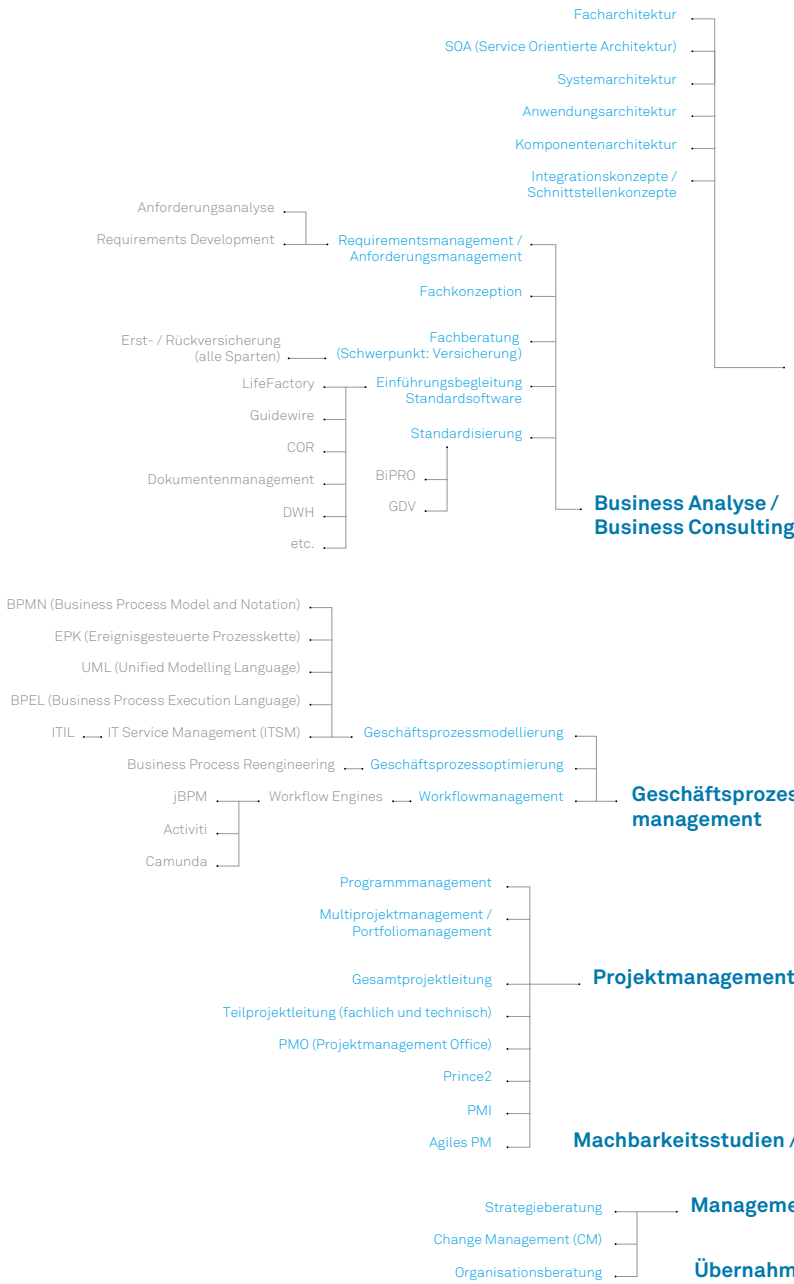 Facharchitektur
SOA (Service Orientierte Architektur)
Systemarchitektur
Anwendungsarchitektur
Komponentenarchitektur
Integrationskonzepte /
Schnittstellenkonzepte
Anforderungsanalyse
Requirements Development
Requirementsmanagement /
Anforderungsmanagement
Fachkonzeption
Erst- / Rückversicherung
(alle Sparten)
Fachberatung
(Schwerpunkt: Versicherung)
LifeFactory
Einführungsbegleitung
Standardsoftware
Guidewire
COR
Dokumentenmanagement
DWH
etc.
Standardisierung
BiPRO
GDV
Business Analyse /
Business Consulting
BPMN (Business Process Model and Notation)
EPK (Ereignisgesteuerte Prozesskette)
UML (Unified Modelling Language)
BPEL (Business Process Execution Language)
ITIL
IT Service Management (ITSM)
Geschäftsprozessmodellierung
Business Process Reengineering
Geschäftsprozessoptimierung
jBPM
Workflow Engines
Workflowmanagement
Activiti
Camunda
Geschäftsprozes
management
Programmmanagement
Multiprojektmanagement /
Portfoliomanagement
Gesamtprojektleitung
Teilprojektleitung (fachlich und technisch)
PMO (Projektmanagement Office)
Prince2
PMI
Agiles PM
Projektmanagement
Machbarkeitsstudien /
Strategieberatung
Change Management (CM)
Organisationsberatung
Manageme
Übernahm